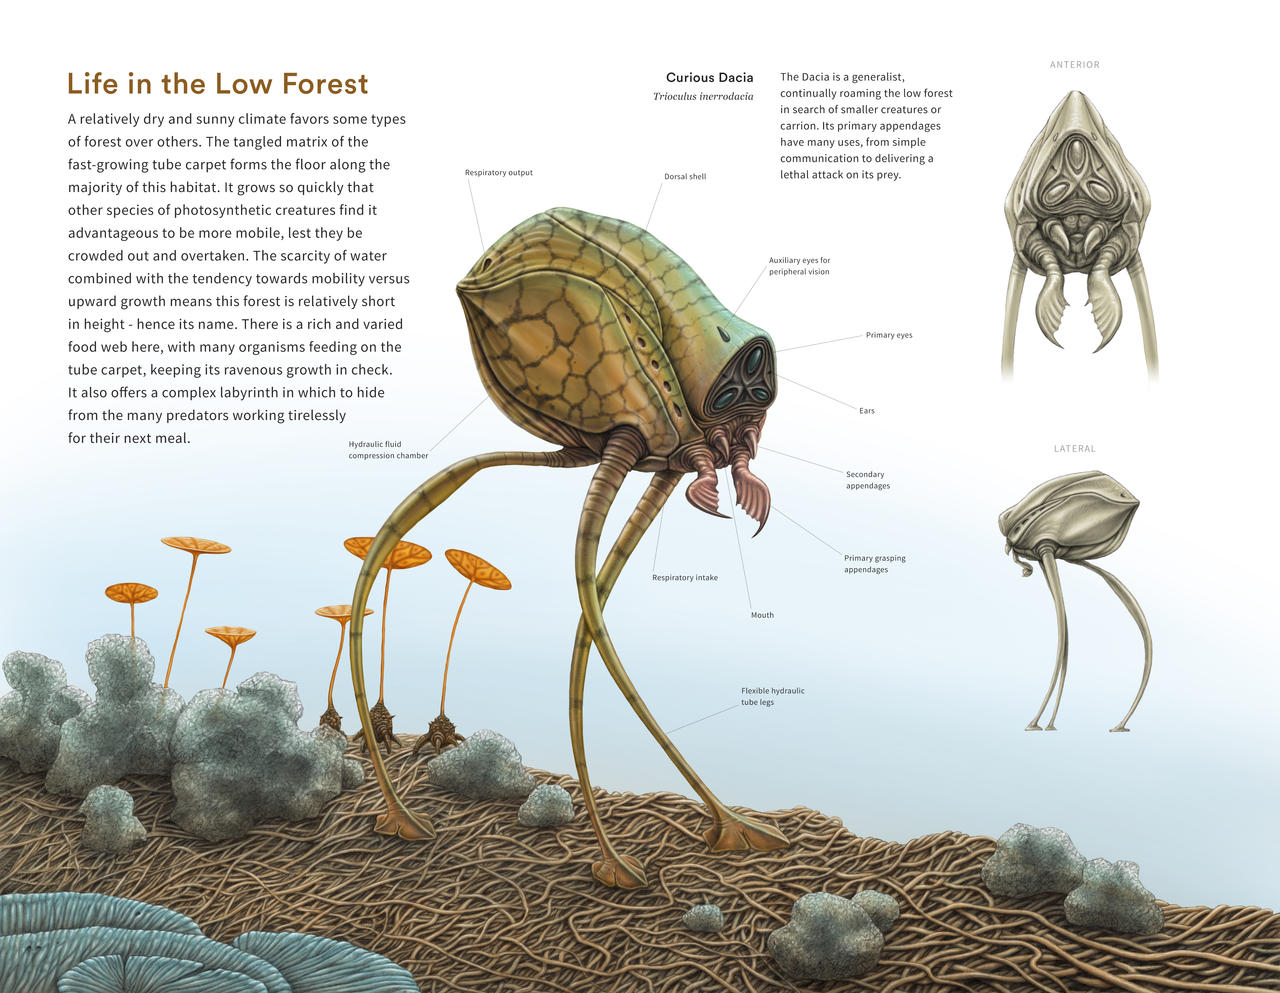 Life in the Low Forest
A relatively dry and sunny climate favors some types
of forest over others. The tangled matrix of the
fast-growing tube carpet forms the floor along the
majority of this habitat. It grows so quickly that
other species of photosynthetic creatures find it
advantageous to be more mobile, lest they be
crowded out and overtaken. The scarcity of water
combined with the tendency towards mobility versus
upward growth means this forest is relatively short
in height - hence its name. There is a rich and varied
food web here, with many organisms feeding on the
tube carpet, keeping its ravenous growth in check.
It also offers a complex labyrinth in which to hide
from the many predators working tirelessly
for their next meal.
Curious Dacia
Trioculus inerrodacia
The Dacia is a generalist,
continually roaming the low forest
in search of smaller creatures or
carrion. Its primary appendages
have many uses, from simple
communication to delivering a
lethal attack on its prey.
ANTERIOR
Respiratory output
Dorsal shell
Auxiliary eyes for
peripheral vision
Primary eyes
Ears
Hydraulic fluid
compression chamber
Secondary
appendages
LATERAL
Primary grasping
appendages
Respiratory intake
Mouth
Flexible hydraulic
tube legs